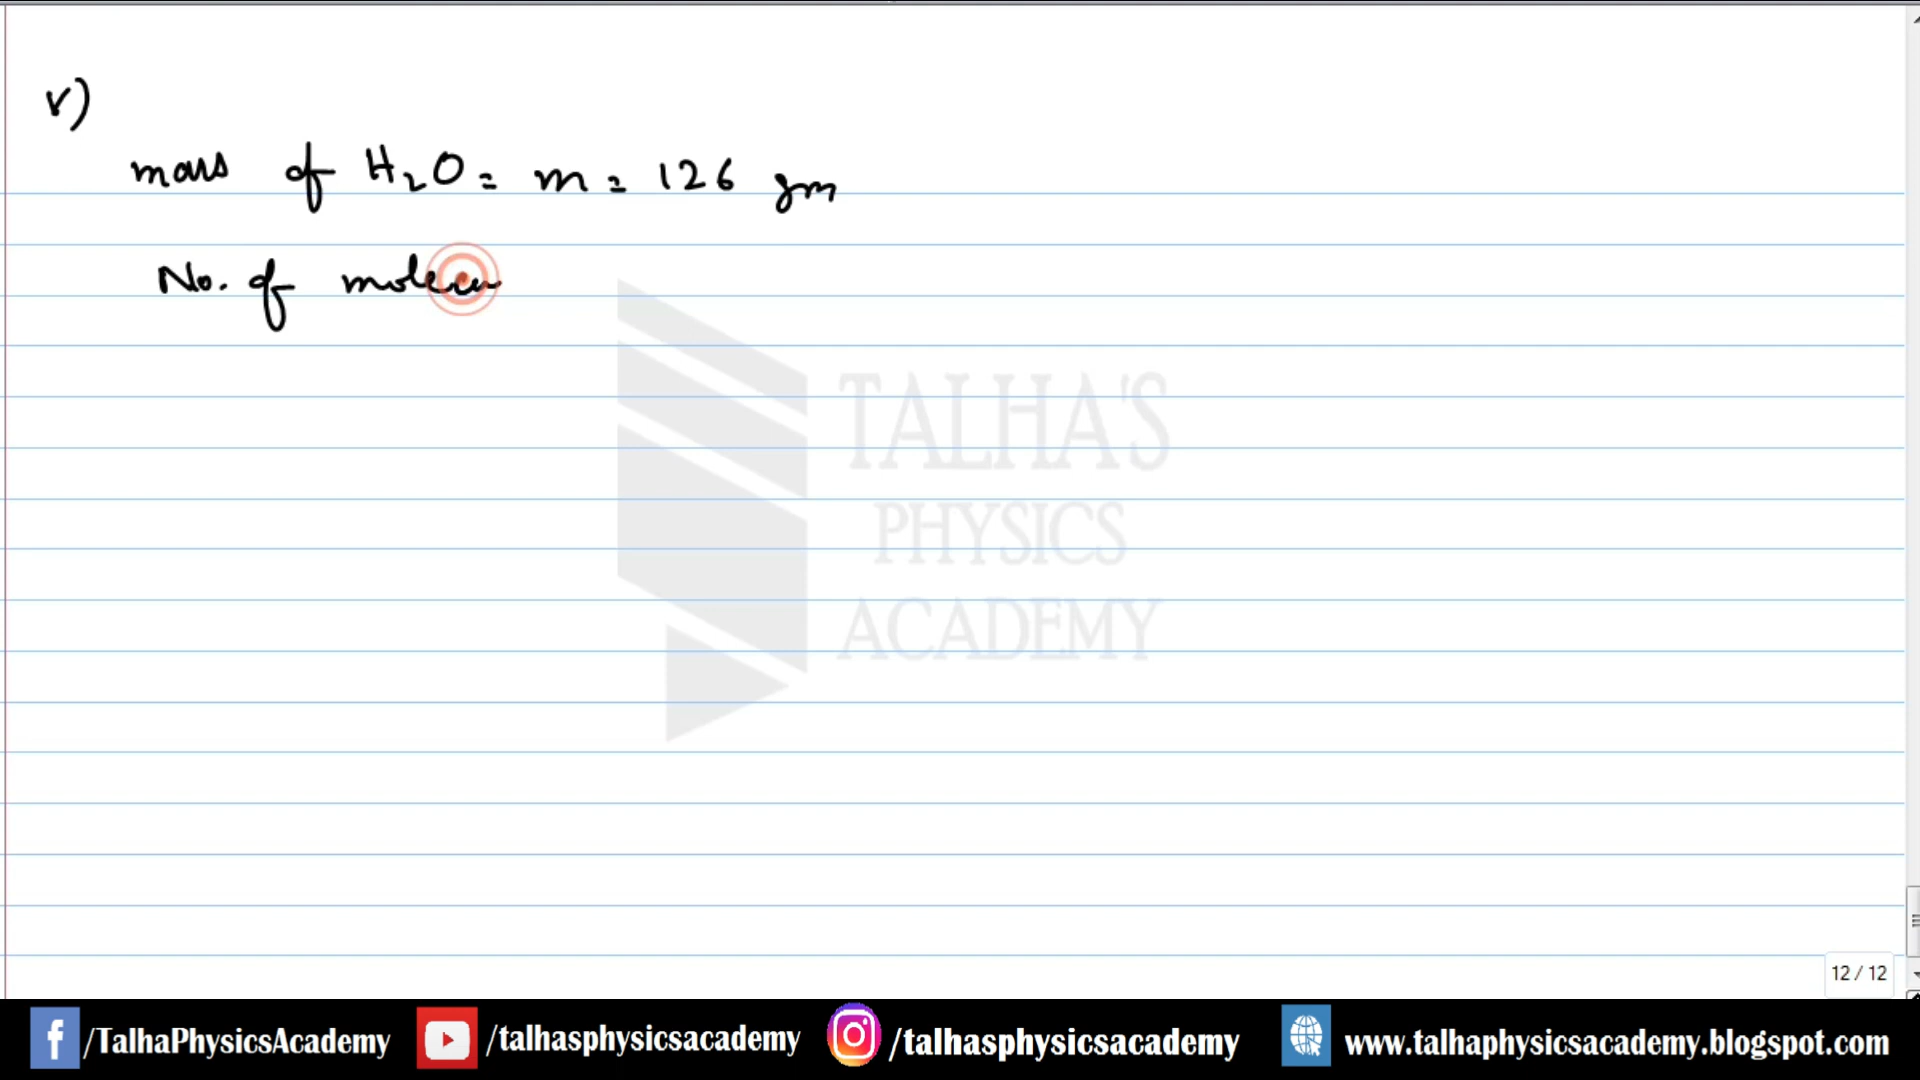 v)
mass of H₂O = m = 126 gm
No. of molecu
TALHA'S
PHYSICS
ACADEMY
12 / 12
/TalhaPhysicsAcademy
/talhasphysicsacademy
/talhasphysicsacademy
www.talhaphysicsacademy.blogspot.com